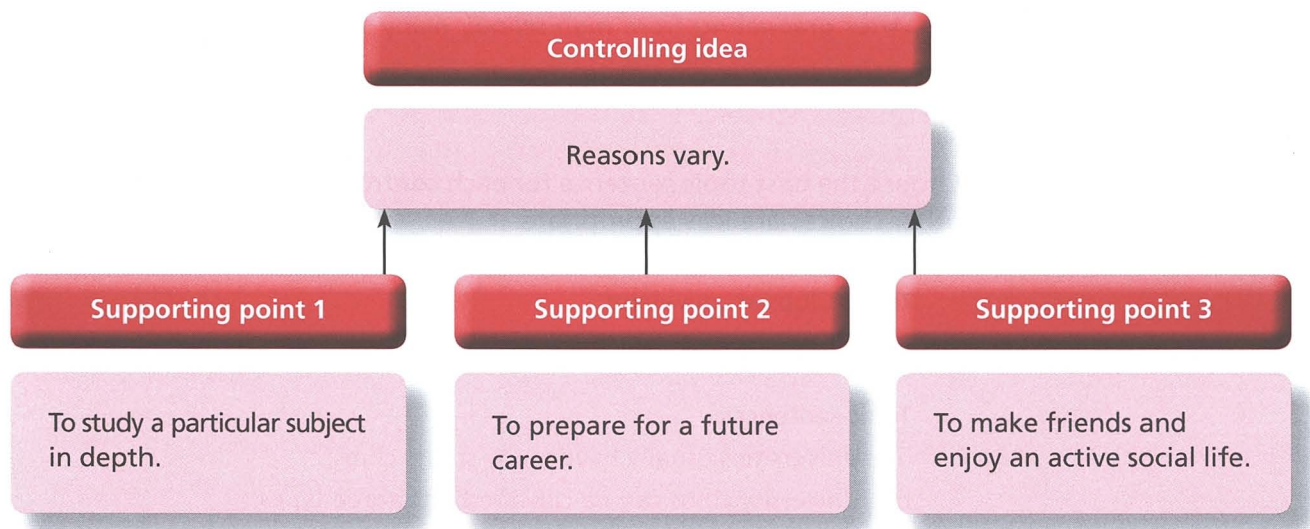 Controlling idea
Reasons vary.
Supporting point 1
To study a particular subject
in depth.
Supporting point 2
To prepare for a future
career.
Supporting point 3
To make friends and
enjoy an active social life.